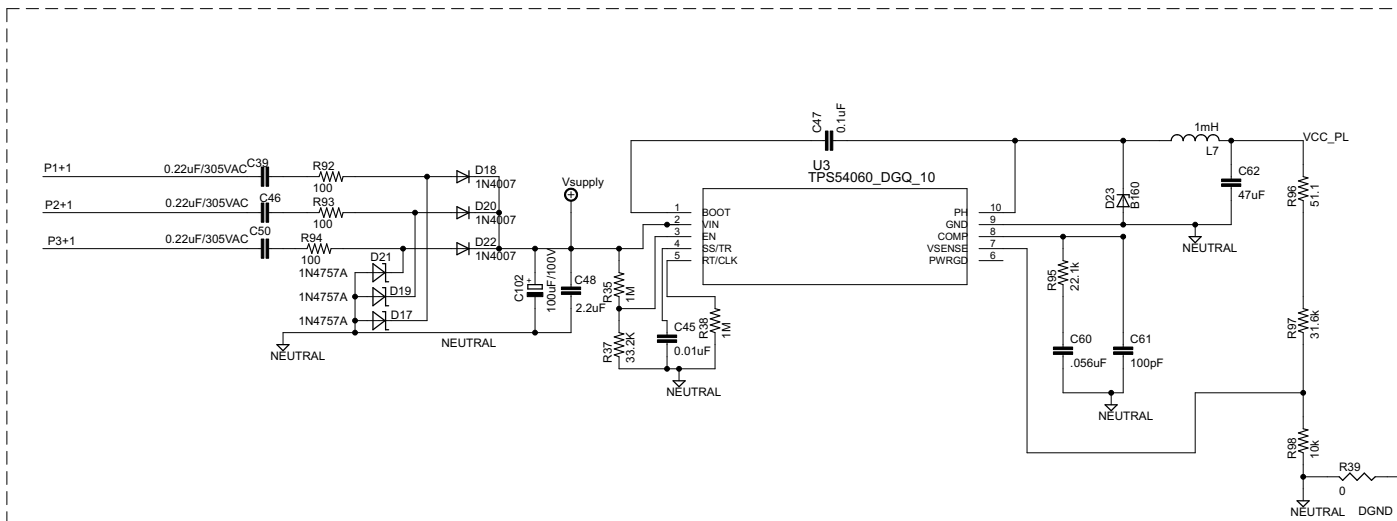 P1+1
0.22uF/305VAC
C39
R92
100
D18
1N4007
P2+1
0.22uF/305VAC
C46
R93
100
D20
1N4007
P3+1
0.22uF/305VAC
C50
R94
100
D22
1N4007
1N4757A
D21
1N4757A
D19
1N4757A
D17
NEUTRAL
NEUTRAL
Vsupply
C102
+
100uF/100V
C48
2.2uF
R35
1M
R37
33.2K
C45
0.01uF
R38
1M
NEUTRAL
C47
0.1uF
U3
TPS54060_DGQ_10
1
BOOT
2
VIN
3
EN
4
SS/TR
5
RT/CLK
PH
10
GND
9
COMP
8
VSENSE
7
PWRGD
6
R95
22.1k
C60
.056uF
C61
100pF
NEUTRAL
D23
B160
1mH
L7
VCC_PL
C62
47uF
NEUTRAL
R96
51.1
R97
31.6k
R98
10k
R39
0
NEUTRAL
DGND